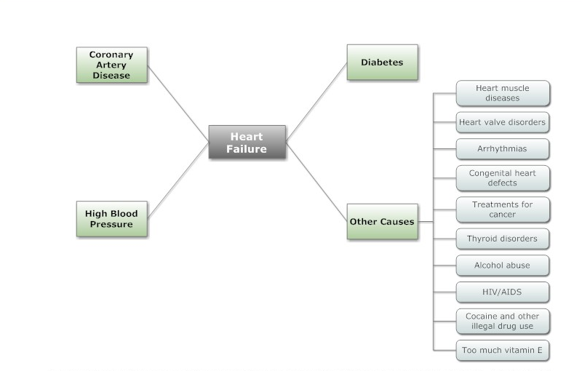 Coronary
Artery
Disease
Diabetes
Heart
Failure
High Blood
Pressure
Other Causes
Heart muscle
diseases
Heart valve disorders
Arrhythmias
Congenital heart
defects
Treatments for
cancer
Thyroid disorders
Alcohol abuse
HIV/AIDS
Cocaine and other
illegal drug use
Too much vitamin E